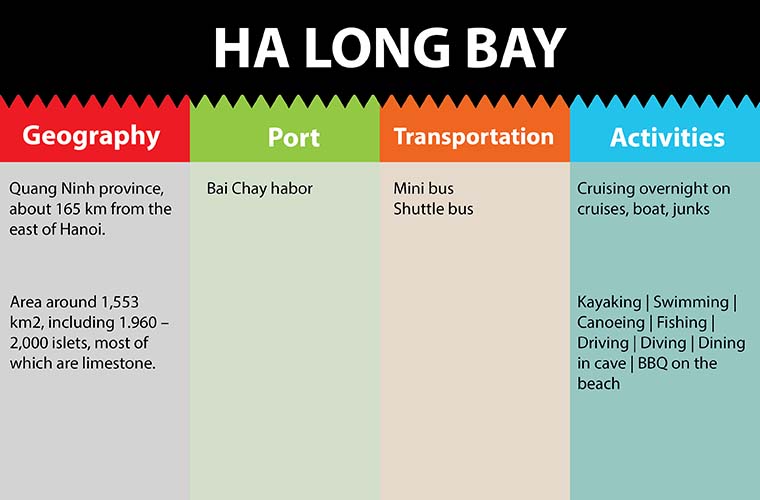 HA LONG BAY
Geography
Port
Transportation
Activities
Quang Ninh province,
about 165 km from the
east of Hanoi.
Area around 1,553
km2, including 1.960 –
2,000 islets, most of
which are limestone.
Bai Chay habor
Mini bus
Shuttle bus
Cruising overnight on
cruises, boat, junks
Kayaking | Swimming |
Canoeing | Fishing |
Driving | Diving | Dining
in cave | BBQ on the
beach